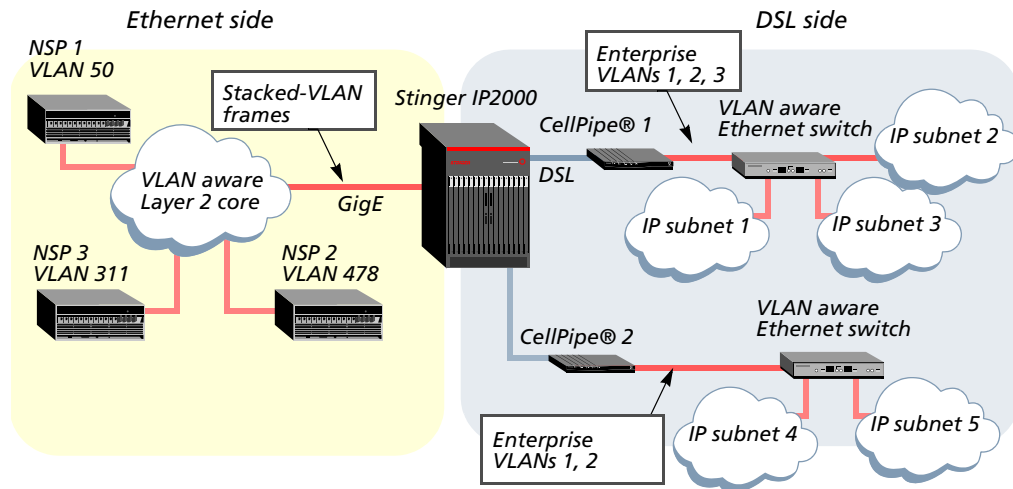 Ethernet side
DSL side
NSP 1
VLAN 50
Stacked-VLAN
frames
Stinger IP2000
Enterprise
VLANs 1, 2, 3
CellPipe® 1
VLAN aware
Ethernet switch
IP subnet 2
DSL
VLAN aware
Layer 2 core
GigE
IP subnet 1
IP subnet 3
NSP 3
VLAN 311
NSP 2
VLAN 478
VLAN aware
Ethernet switch
CellPipe® 2
Enterprise
VLANs 1, 2
IP subnet 4
IP subnet 5